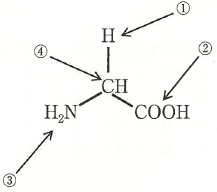 ①
H
④
②
CH
H₂N
COOH
③